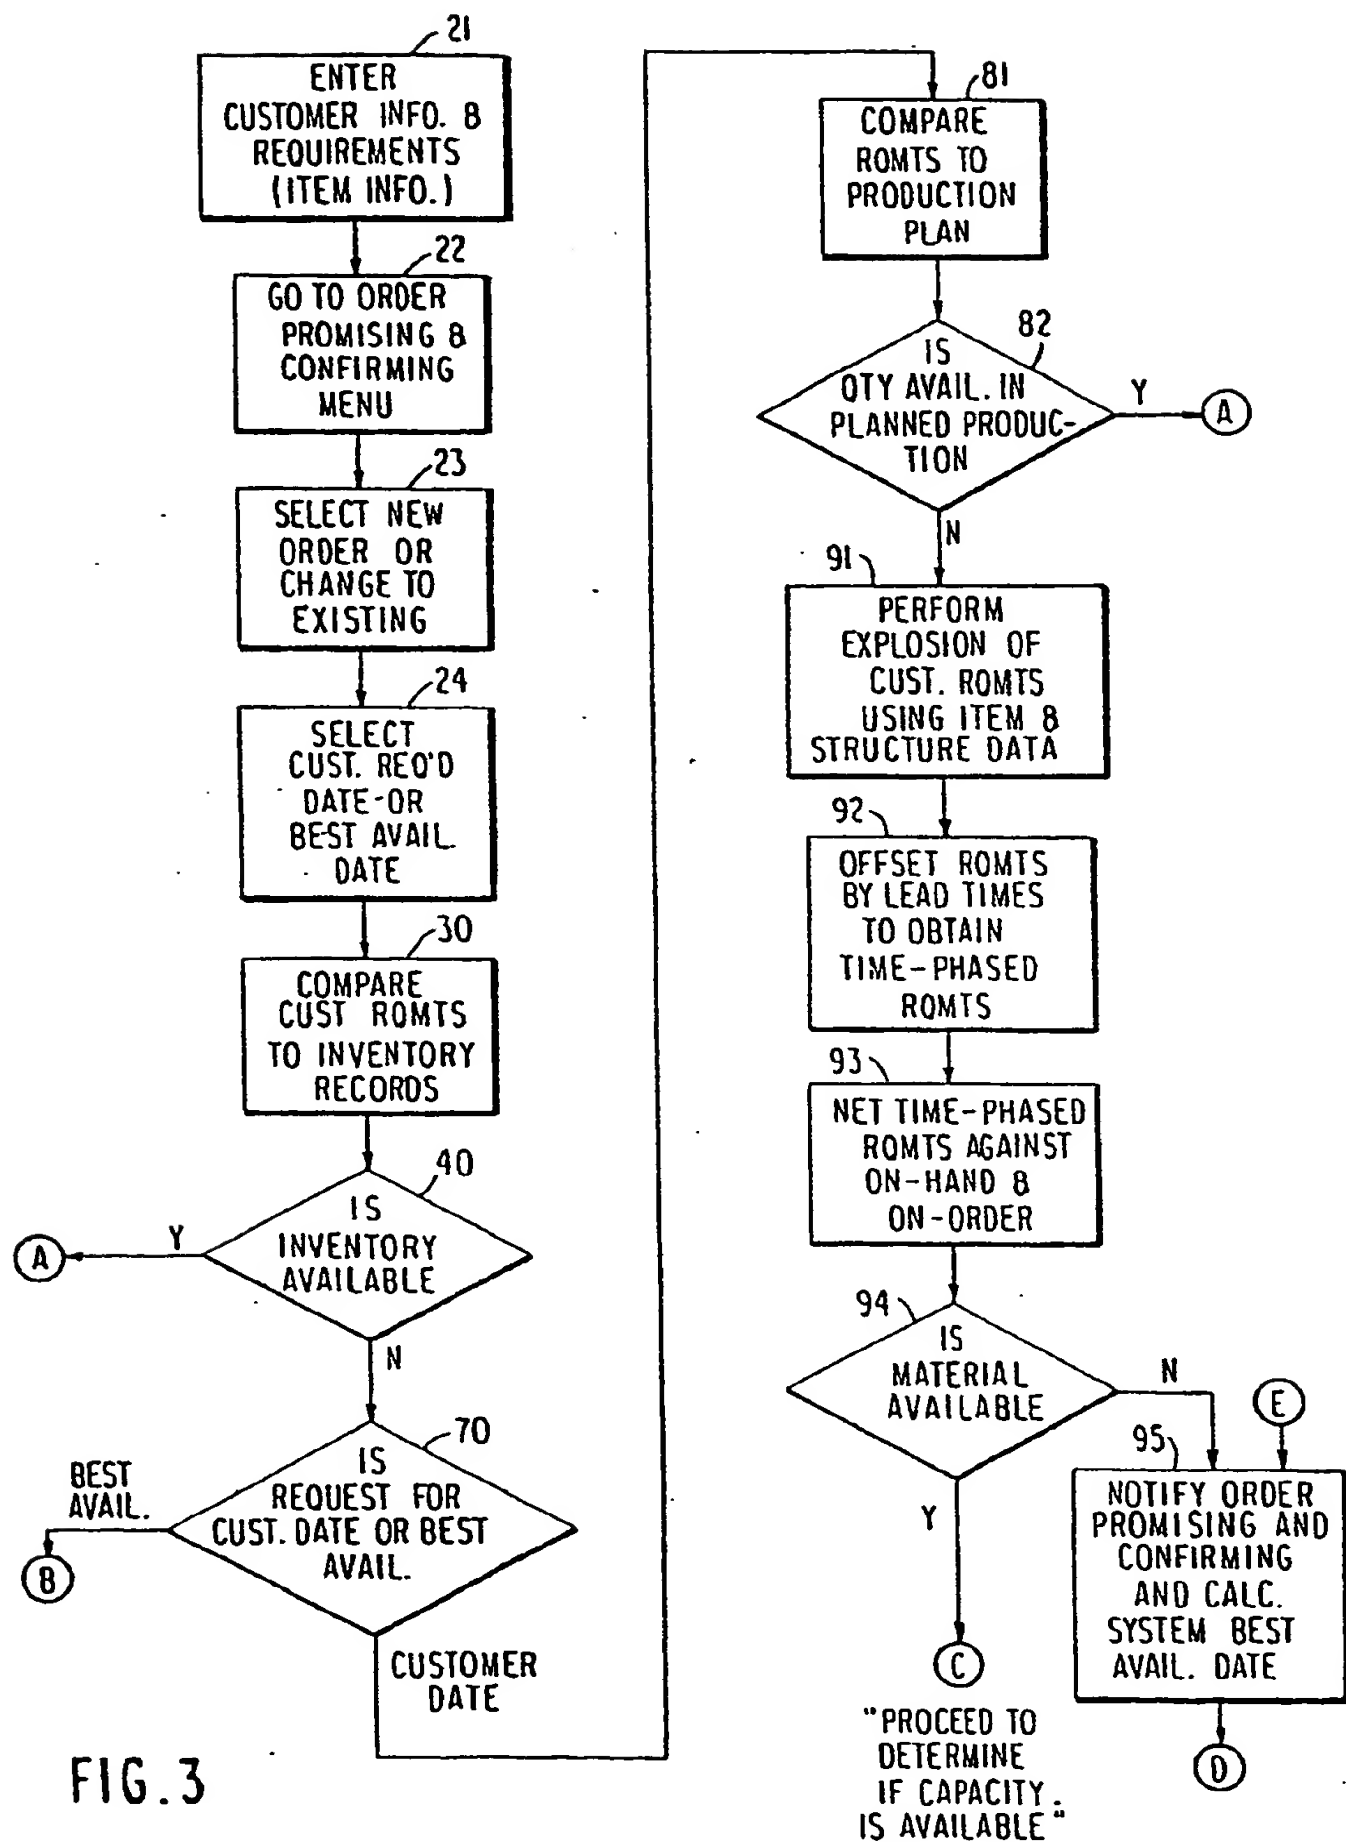 21
ENTER
CUSTOMER INFO. &
REQUIREMENTS
(ITEM INFO.)
22
GO TO ORDER
PROMISING &
CONFIRMING
MENU
23
SELECT NEW
ORDER OR
CHANGE TO
EXISTING
24
SELECT
CUST. REQ'D
DATE-OR
BEST AVAIL.
DATE
30
COMPARE
CUST RQMTS
TO INVENTORY
RECORDS
40
IS
INVENTORY
AVAILABLE
Y
A
N
70
IS
REQUEST FOR
CUST. DATE OR BEST
AVAIL.
BEST
AVAIL.
B
CUSTOMER
DATE
81
COMPARE
RQMTS TO
PRODUCTION
PLAN
82
IS
QTY AVAIL. IN
PLANNED PRODUC-
TION
Y
A
N
91
PERFORM
EXPLOSION OF
CUST. RQMTS
USING ITEM &
STRUCTURE DATA
92
OFFSET RQMTS
BY LEAD TIMES
TO OBTAIN
TIME-PHASED
RQMTS
93
NET TIME-PHASED
RQMTS AGAINST
ON-HAND &
ON-ORDER
94
IS
MATERIAL
AVAILABLE
N
E
Y
95
NOTIFY ORDER
PROMISING AND
CONFIRMING
AND CALC.
SYSTEM BEST
AVAIL. DATE
C
D
"PROCEED TO
DETERMINE
IF CAPACITY.
IS AVAILABLE"
FIG.3